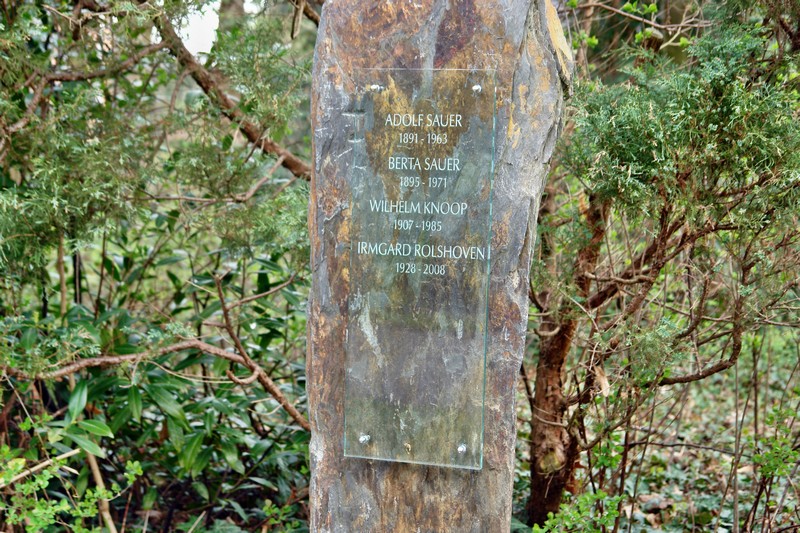 ADOLF SAUER
1891 - 1963
BERTA SAUER
1895 - 1971
WILHELM KNOOP
1907 - 1985
IRMGARD ROLSHOVEN
1928 - 2008